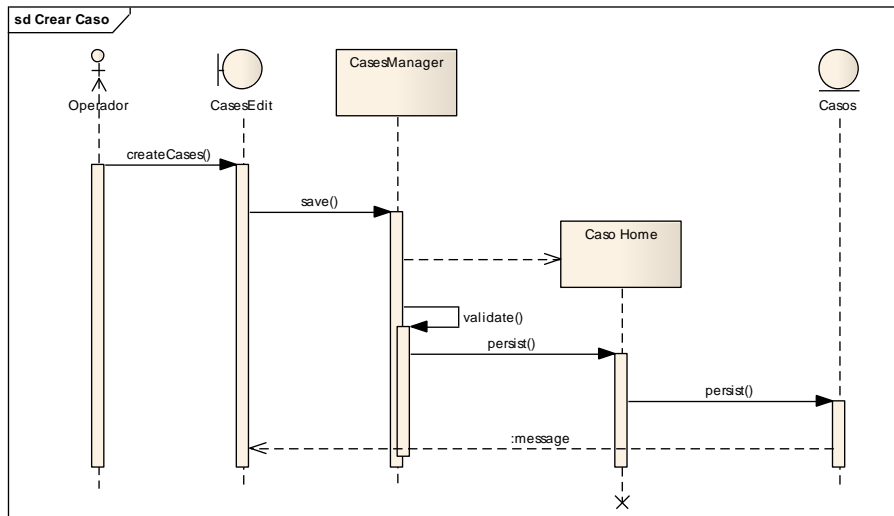 sd Crear Caso
Operador
CasesEdit
CasesManager
Casos
createCases()
save()
Caso Home
validate()
persist()
persist()
:message